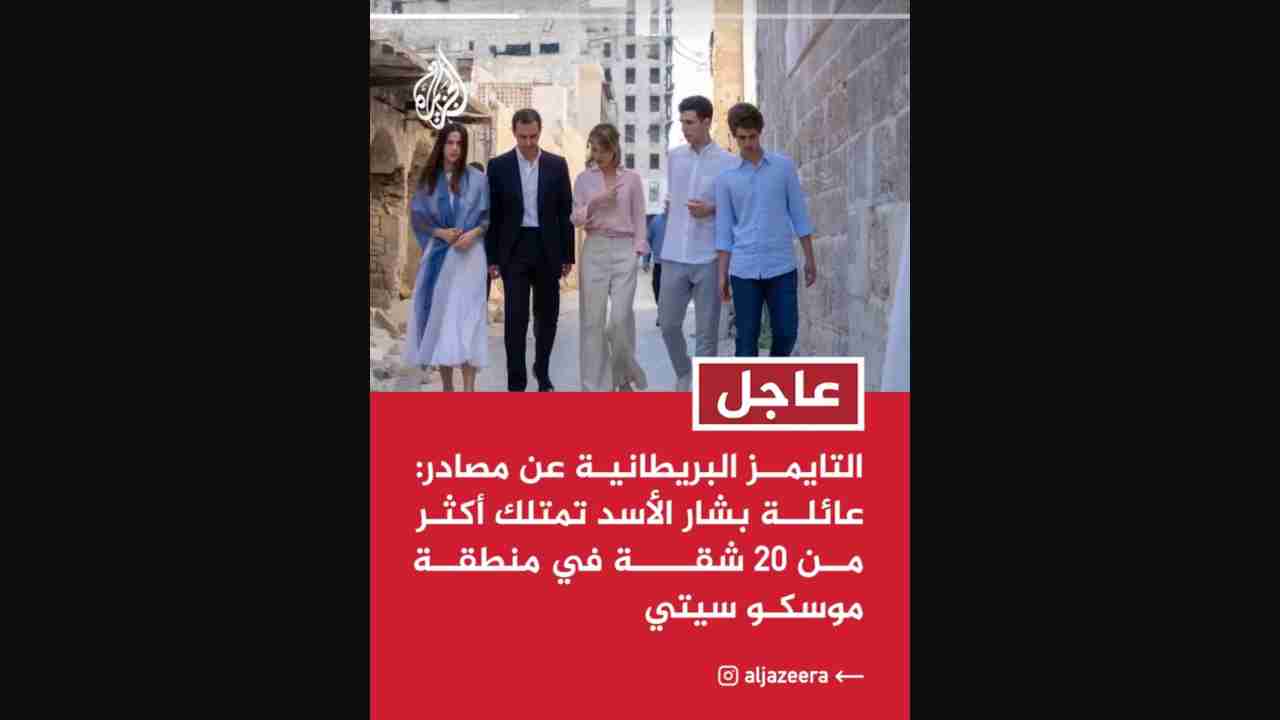 الجزيرة
عاجل
التايمز البريطانية عن مصادر:
عائلة بشار الأسد تمتلك أكثر
من 20 شقة في منطقة
موسكو سيتي
aljazeera